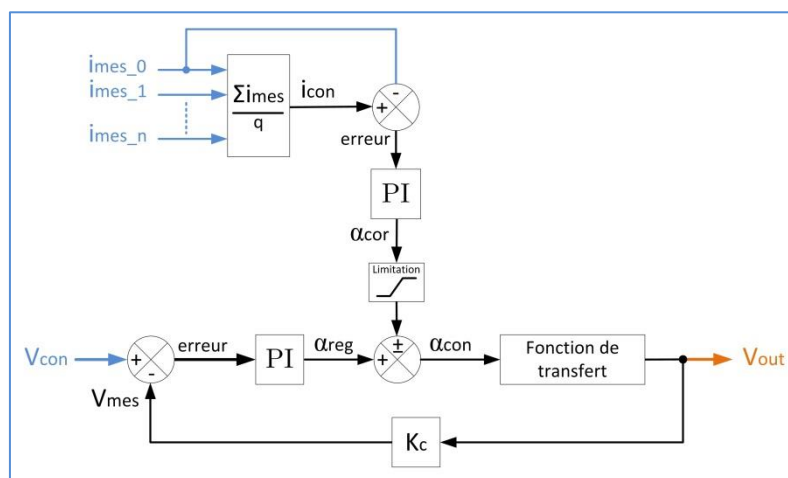 imes_0
imes_1
imes_n
Σimes
q
icon
-
+
erreur
PI
αcor
Limitation
Vcon
+
-
erreur
PI
αreg
±
+
αcon
Fonction de
transfert
Vout
Vmes
Kc